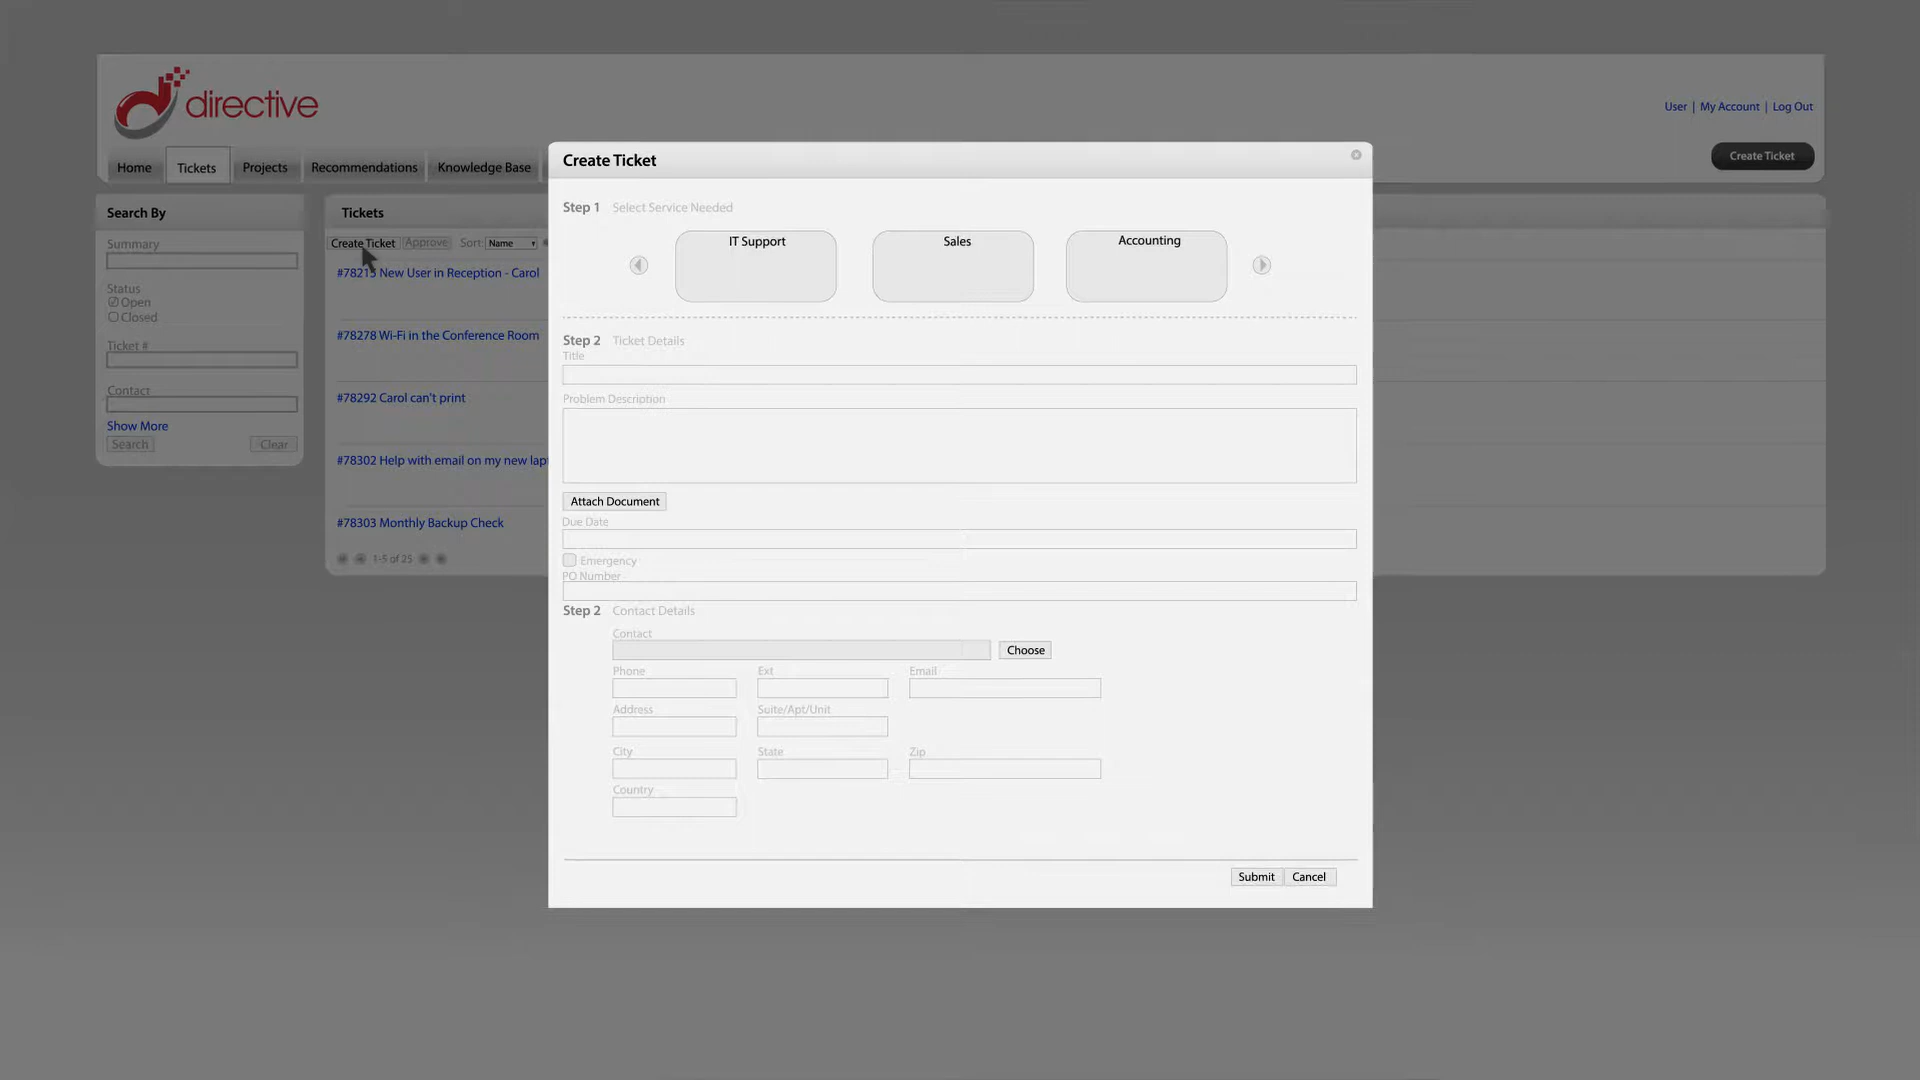 directive
User | My Account | Log Out
Create Ticket
Home Tickets Projects Recommendations Knowledge Base
Search By
Summary
Status
Open
Closed
Ticket #
Contact
Show More
Search Clear
Tickets
Create Ticket Approve Sort: Name
#78215 New User in Reception - Carol
#78278 Wi-Fi in the Conference Room
#78292 Carol can't print
#78302 Help with email on my new
#78303 Monthly Backup Check
1-5 of 25
Create Ticket
Step 1 Select Service Needed
IT Support Sales Accounting
Step 2 Ticket Details
Title
Problem Description
Attach Document
Due Date
Emergency
PO Number
Step 2 Contact Details
Contact
Choose
Phone Ext Email
Address Suite/Apt/Unit
City State Zip
Country
Submit Cancel